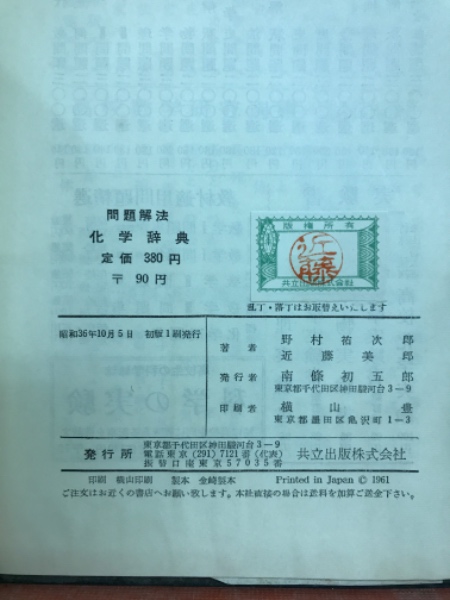 問題解法
化学辞典
定価 380円
〒 90円
版権所有
近藤
共立出版株式会社
乱丁・落丁はお取替えいたします
昭和36年10月5日 初版1刷発行
著者 野村祐次郎
近藤美郎
発行者 南條初五郎
東京都千代田区神田駿河台3−9
印刷者 横山豊
東京都墨田区亀沢町1−3
発行所 東京都千代田区神田駿河台3−9
電話東京(291)7121番(代表)
振替口座東京57035番
共立出版株式会社
印刷 横山印刷 製本 金崎製本 Printed in Japan © 1961
ご注文はお近くの書店へお願い致します。本社直接の場合は送料を加算ご送金下さい。